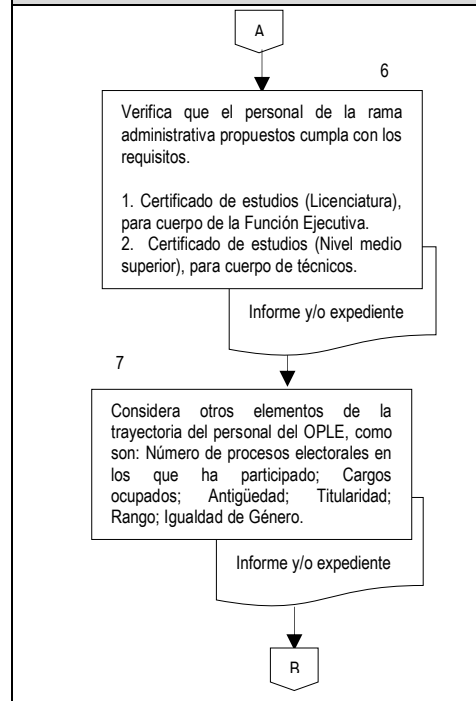 A
6
Verifica que el personal de la rama
administrativa propuestos cumpla con los
requisitos.
1. Certificado de estudios (Licenciatura),
para cuerpo de la Función Ejecutiva.
2. Certificado de estudios (Nivel medio
superior), para cuerpo de técnicos.
Informe y/o expediente
7
Considera otros elementos de la
trayectoria del personal del OPLE, como
son: Número de procesos electorales en
los que ha participado; Cargos
ocupados; Antigüedad; Titularidad;
Rango; Igualdad de Género.
Informe y/o expediente
B